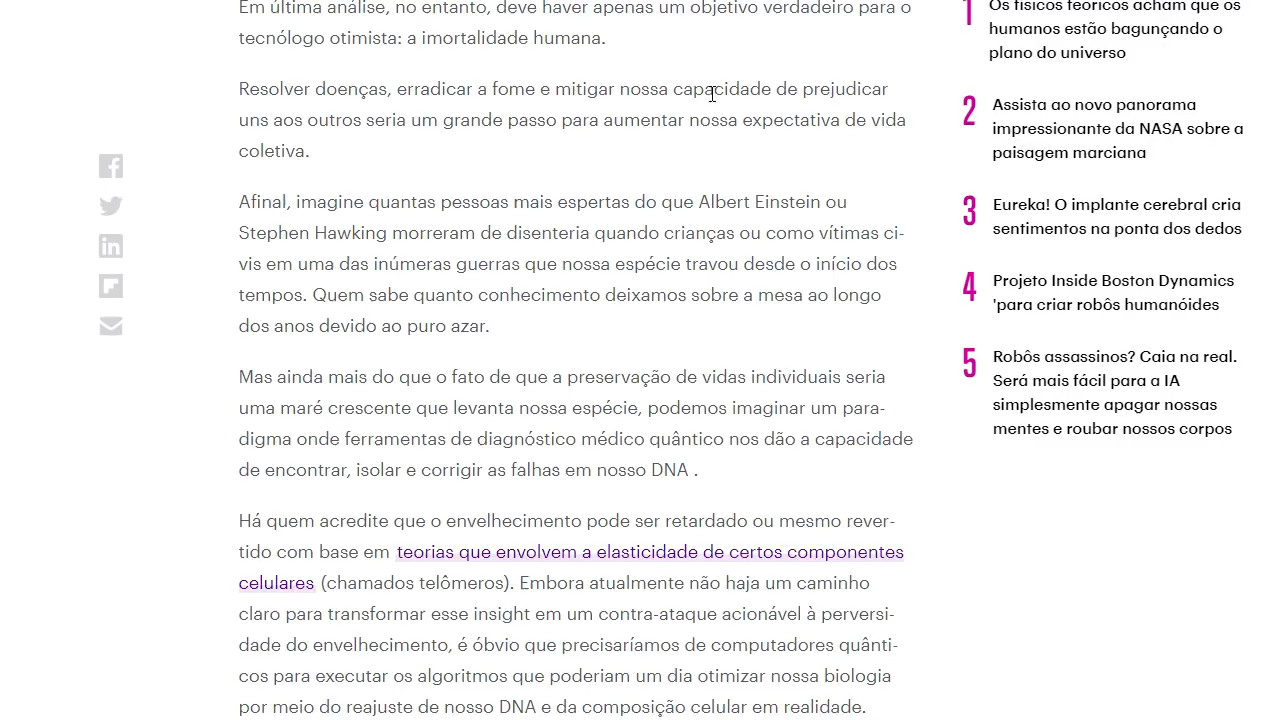 Em última análise, no entanto, deve haver apenas um objetivo verdadeiro para o
tecnólogo otimista: a imortalidade humana.
Resolver doenças, erradicar a fome e mitigar nossa capacidade de prejudicar
uns aos outros seria um grande passo para aumentar nossa expectativa de vida
coletiva.
Afinal, imagine quantas pessoas mais espertas do que Albert Einstein ou
Stephen Hawking morreram de disenteria quando crianças ou como vítimas ci-
vis em uma das inúmeras guerras que nossa espécie travou desde o início dos
tempos. Quem sabe quanto conhecimento deixamos sobre a mesa ao longo
dos anos devido ao puro azar.
Mas ainda mais do que o fato de que a preservação de vidas individuais seria
uma maré crescente que levanta nossa espécie, podemos imaginar um para-
digma onde ferramentas de diagnóstico médico quântico nos dão a capacidade
de encontrar, isolar e corrigir as falhas em nosso DNA .
Há quem acredite que o envelhecimento pode ser retardado ou mesmo rever-
tido com base em teorias que envolvem a elasticidade de certos componentes
celulares (chamados telômeros). Embora atualmente não haja um caminho
claro para transformar esse insight em um contra-ataque acionável à perversi-
dade do envelhecimento, é óbvio que precisaríamos de computadores quânti-
cos para executar os algoritmos que poderiam um dia otimizar nossa biologia
por meio do reajuste de nosso DNA e da composição celular em realidade.
1 Os físicos teóricos acham que os
humanos estão bagunçando o
plano do universo
2 Assista ao novo panorama
impressionante da NASA sobre a
paisagem marciana
3 Eureka! O implante cerebral cria
sentimentos na ponta dos dedos
4 Projeto Inside Boston Dynamics
'para criar robôs humanóides
5 Robôs assassinos? Caia na real.
Será mais fácil para a IA
simplesmente apagar nossas
mentes e roubar nossos corpos